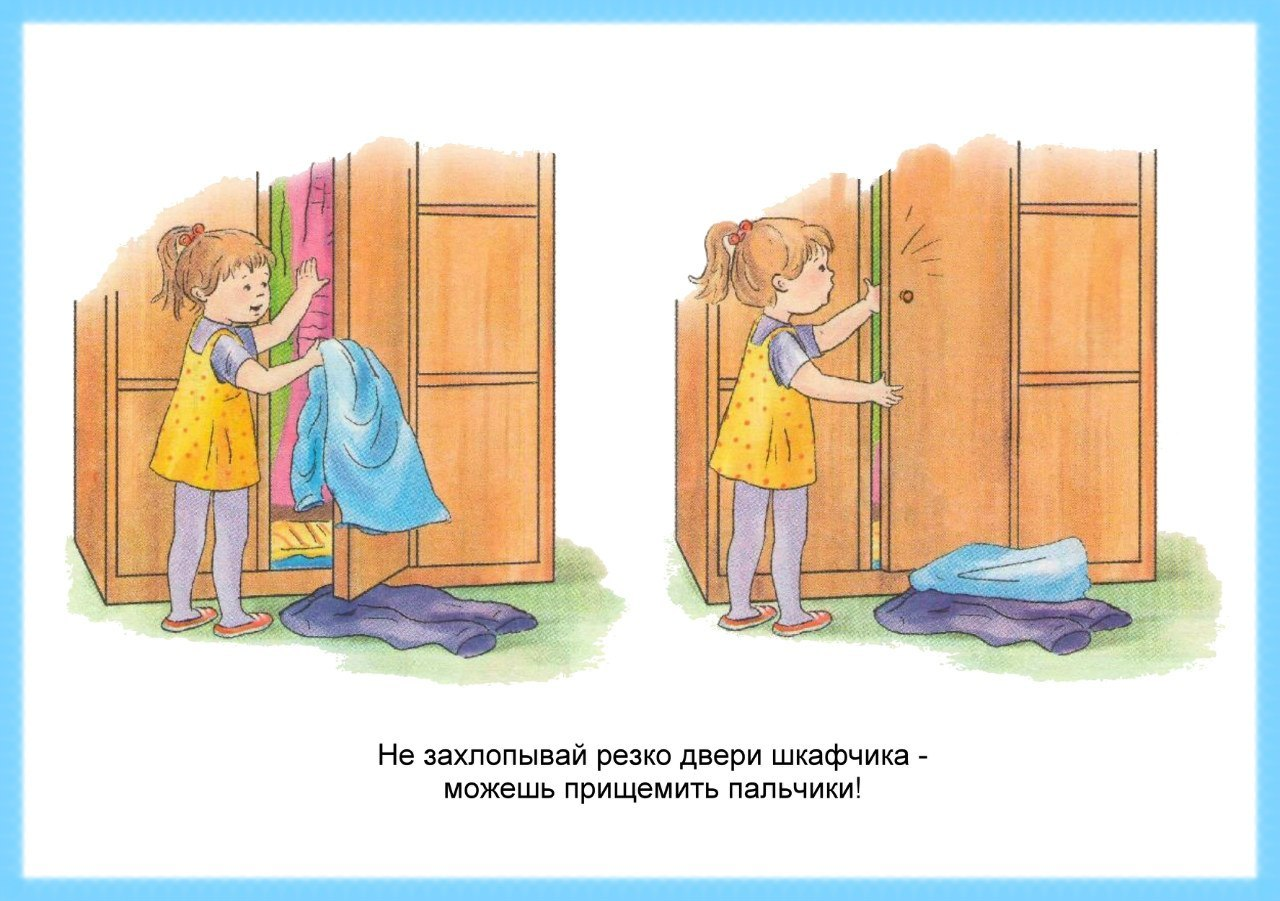 Не захлопывай резко двери шкафчика -
можешь прищемить пальчики!